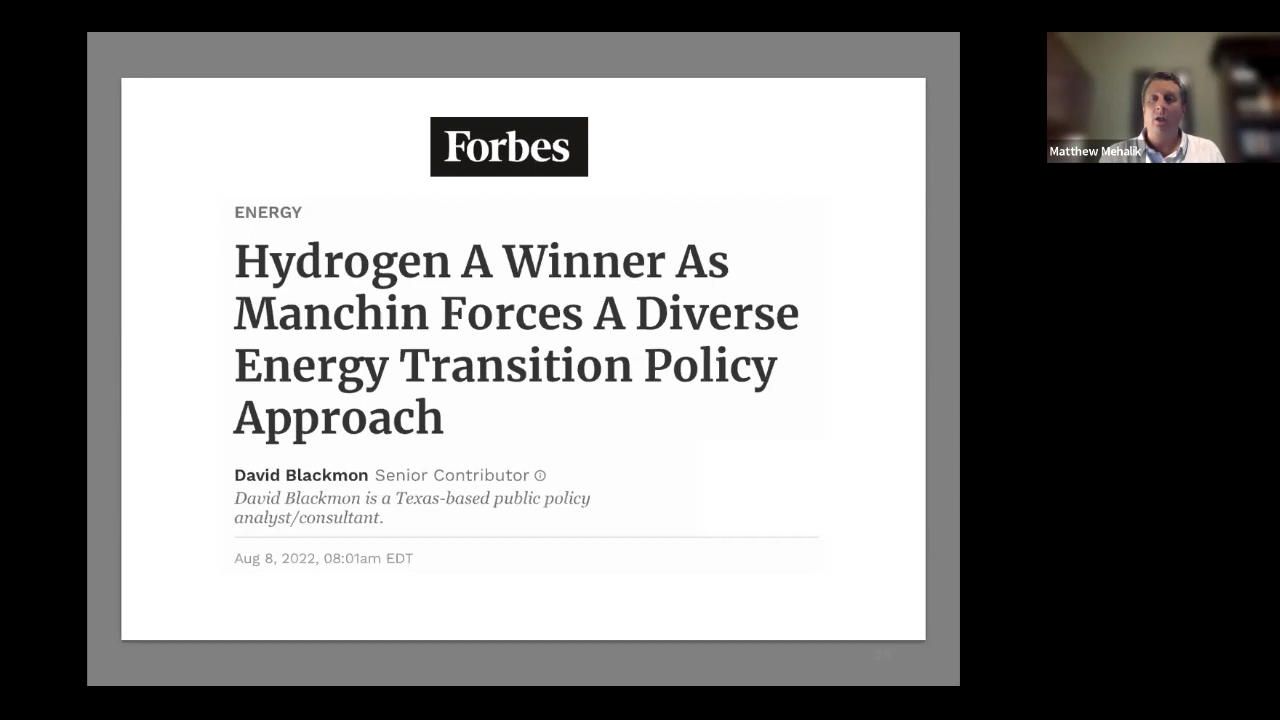 Forbes
ENERGY
Hydrogen A Winner As
Manchin Forces A Diverse
Energy Transition Policy
Approach
David Blackmon Senior Contributor
David Blackmon is a Texas-based public policy
analyst/consultant.
Aug 8, 2022, 08:01am EDT
Matthew Mehalik